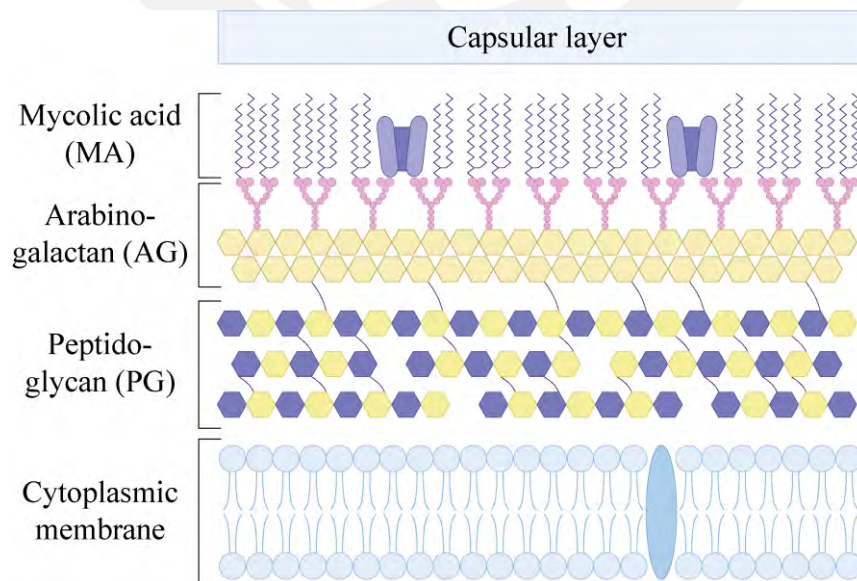 Capsular layer
Mycolic acid
(MA)
Arabino-
galactan (AG)
Peptido-
glycan (PG)
Cytoplasmic
membrane